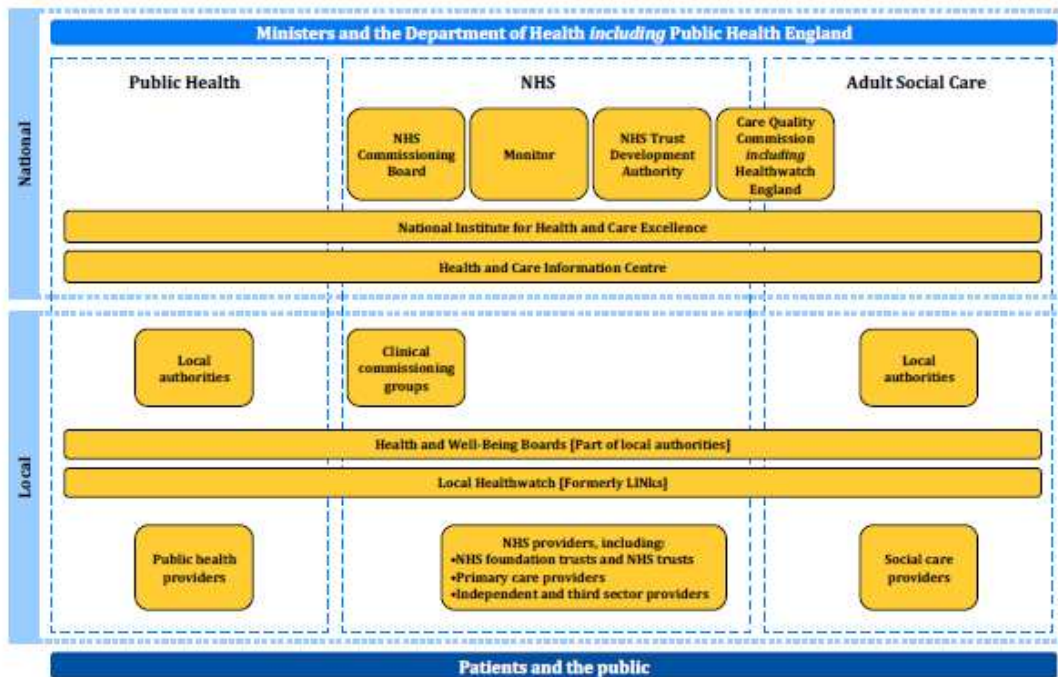 Ministers and the Department of Health including Public Health England
National
Public Health
NHS
Adult Social Care
NHS
Commissioning
Board
Monitor
NHS Trust
Development
Authority
Care Quality
Commission
including
Healthwatch
England
National Institute for Health and Care Excellence
Health and Care Information Centre
Local
Local
authorities
Clinical
commissioning
groups
Local
authorities
Health and Well-Being Boards [Part of local authorities]
Local Healthwatch [Formerly LINks]
Public health
providers
NHS providers, including:
•NHS foundation trusts and NHS trusts
•Primary care providers
•Independent and third sector providers
Social care
providers
Patients and the public